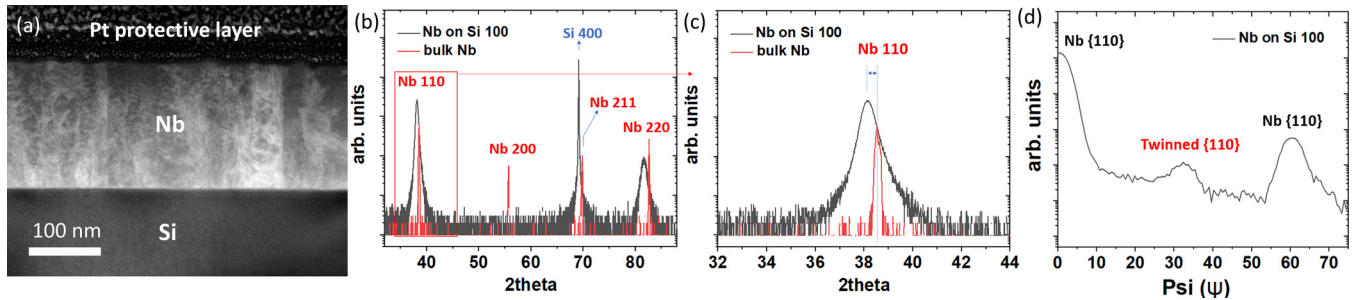 (a)
Pt protective layer
Nb
Si
100 nm
(b)
Nb on Si 100
bulk Nb
Si 400
Nb 110
Nb 200
Nb 211
Nb 220
arb. units
40 50 60 70 80
2theta
(c)
Nb on Si 100
bulk Nb
Nb 110
arb. units
32 34 36 38 40 42 44
2theta
(d)
Nb {110}
Nb on Si 100
Twinned {110}
Nb {110}
arb. units
0 10 20 30 40 50 60 70
Psi (ψ)